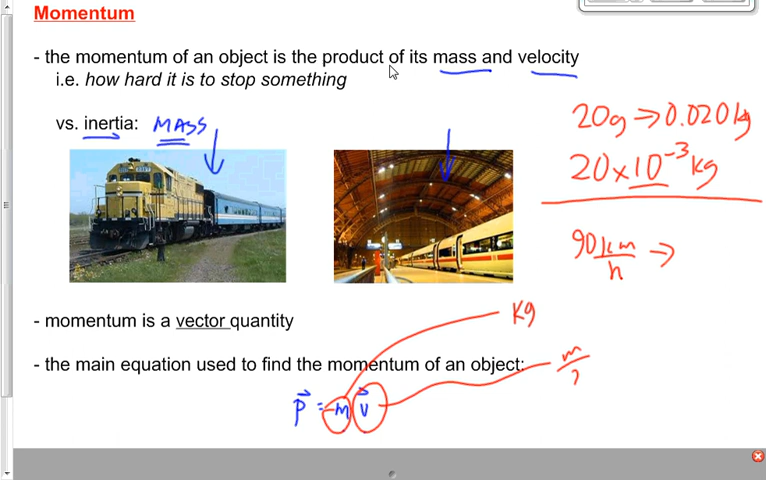 Momentum
- the momentum of an object is the product of its mass and velocity
i.e. how hard it is to stop something
vs. inertia: MASS
20g → 0.020 kg
20 × 10⁻³ kg
90 km/h →
- momentum is a vector quantity
kg
- the main equation used to find the momentum of an object:
p⃗ = m v⃗